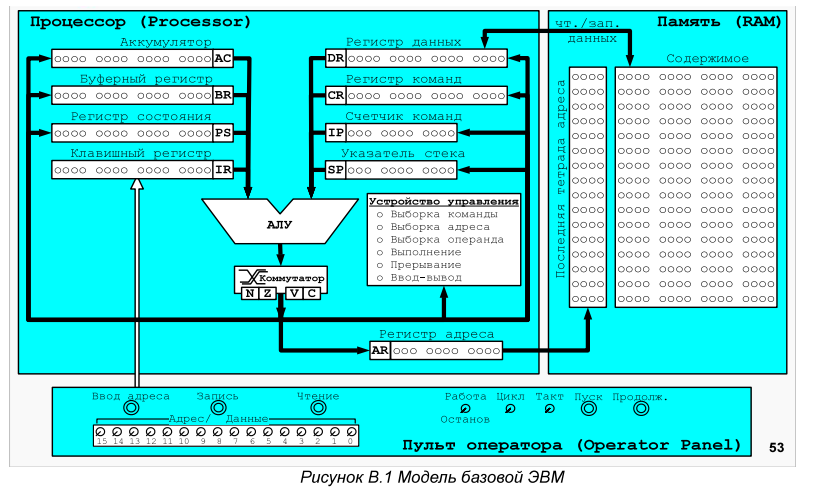 Процессор (Processor)
Аккумулятор
AC
Буферный регистр
BR
Регистр состояния
PS
Клавишный регистр
IR
Регистр данных
DR
Регистр команд
CR
Счетчик команд
IP
Указатель стека
SP
АЛУ
Коммутатор
N Z V C
Устройство управления
Выборка команды
Выборка адреса
Выборка операнда
Выполнение
Прерывание
Ввод-вывод
Регистр адреса
AR
чт./зап.
данных
Память (RAM)
Содержимое
Последняя тетрада адреса
Ввод адреса Запись Чтение
Адрес/ Данные
15 14 13 12 11 10 9 8 7 6 5 4 3 2 1 0
Работа Цикл Такт Пуск Продолж.
Останов
Пульт оператора (Operator Panel)
53
Рисунок В.1 Модель базовой ЭВМ